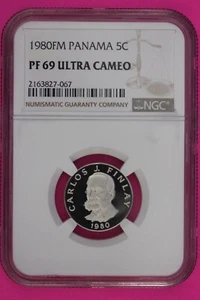 1980FM PANAMA 5C
PF 69 ULTRA CAMEO
2163827-067
NUMISMATIC GUARANTY COMPANY
NGC
CARLOS J. FINLAY
1980